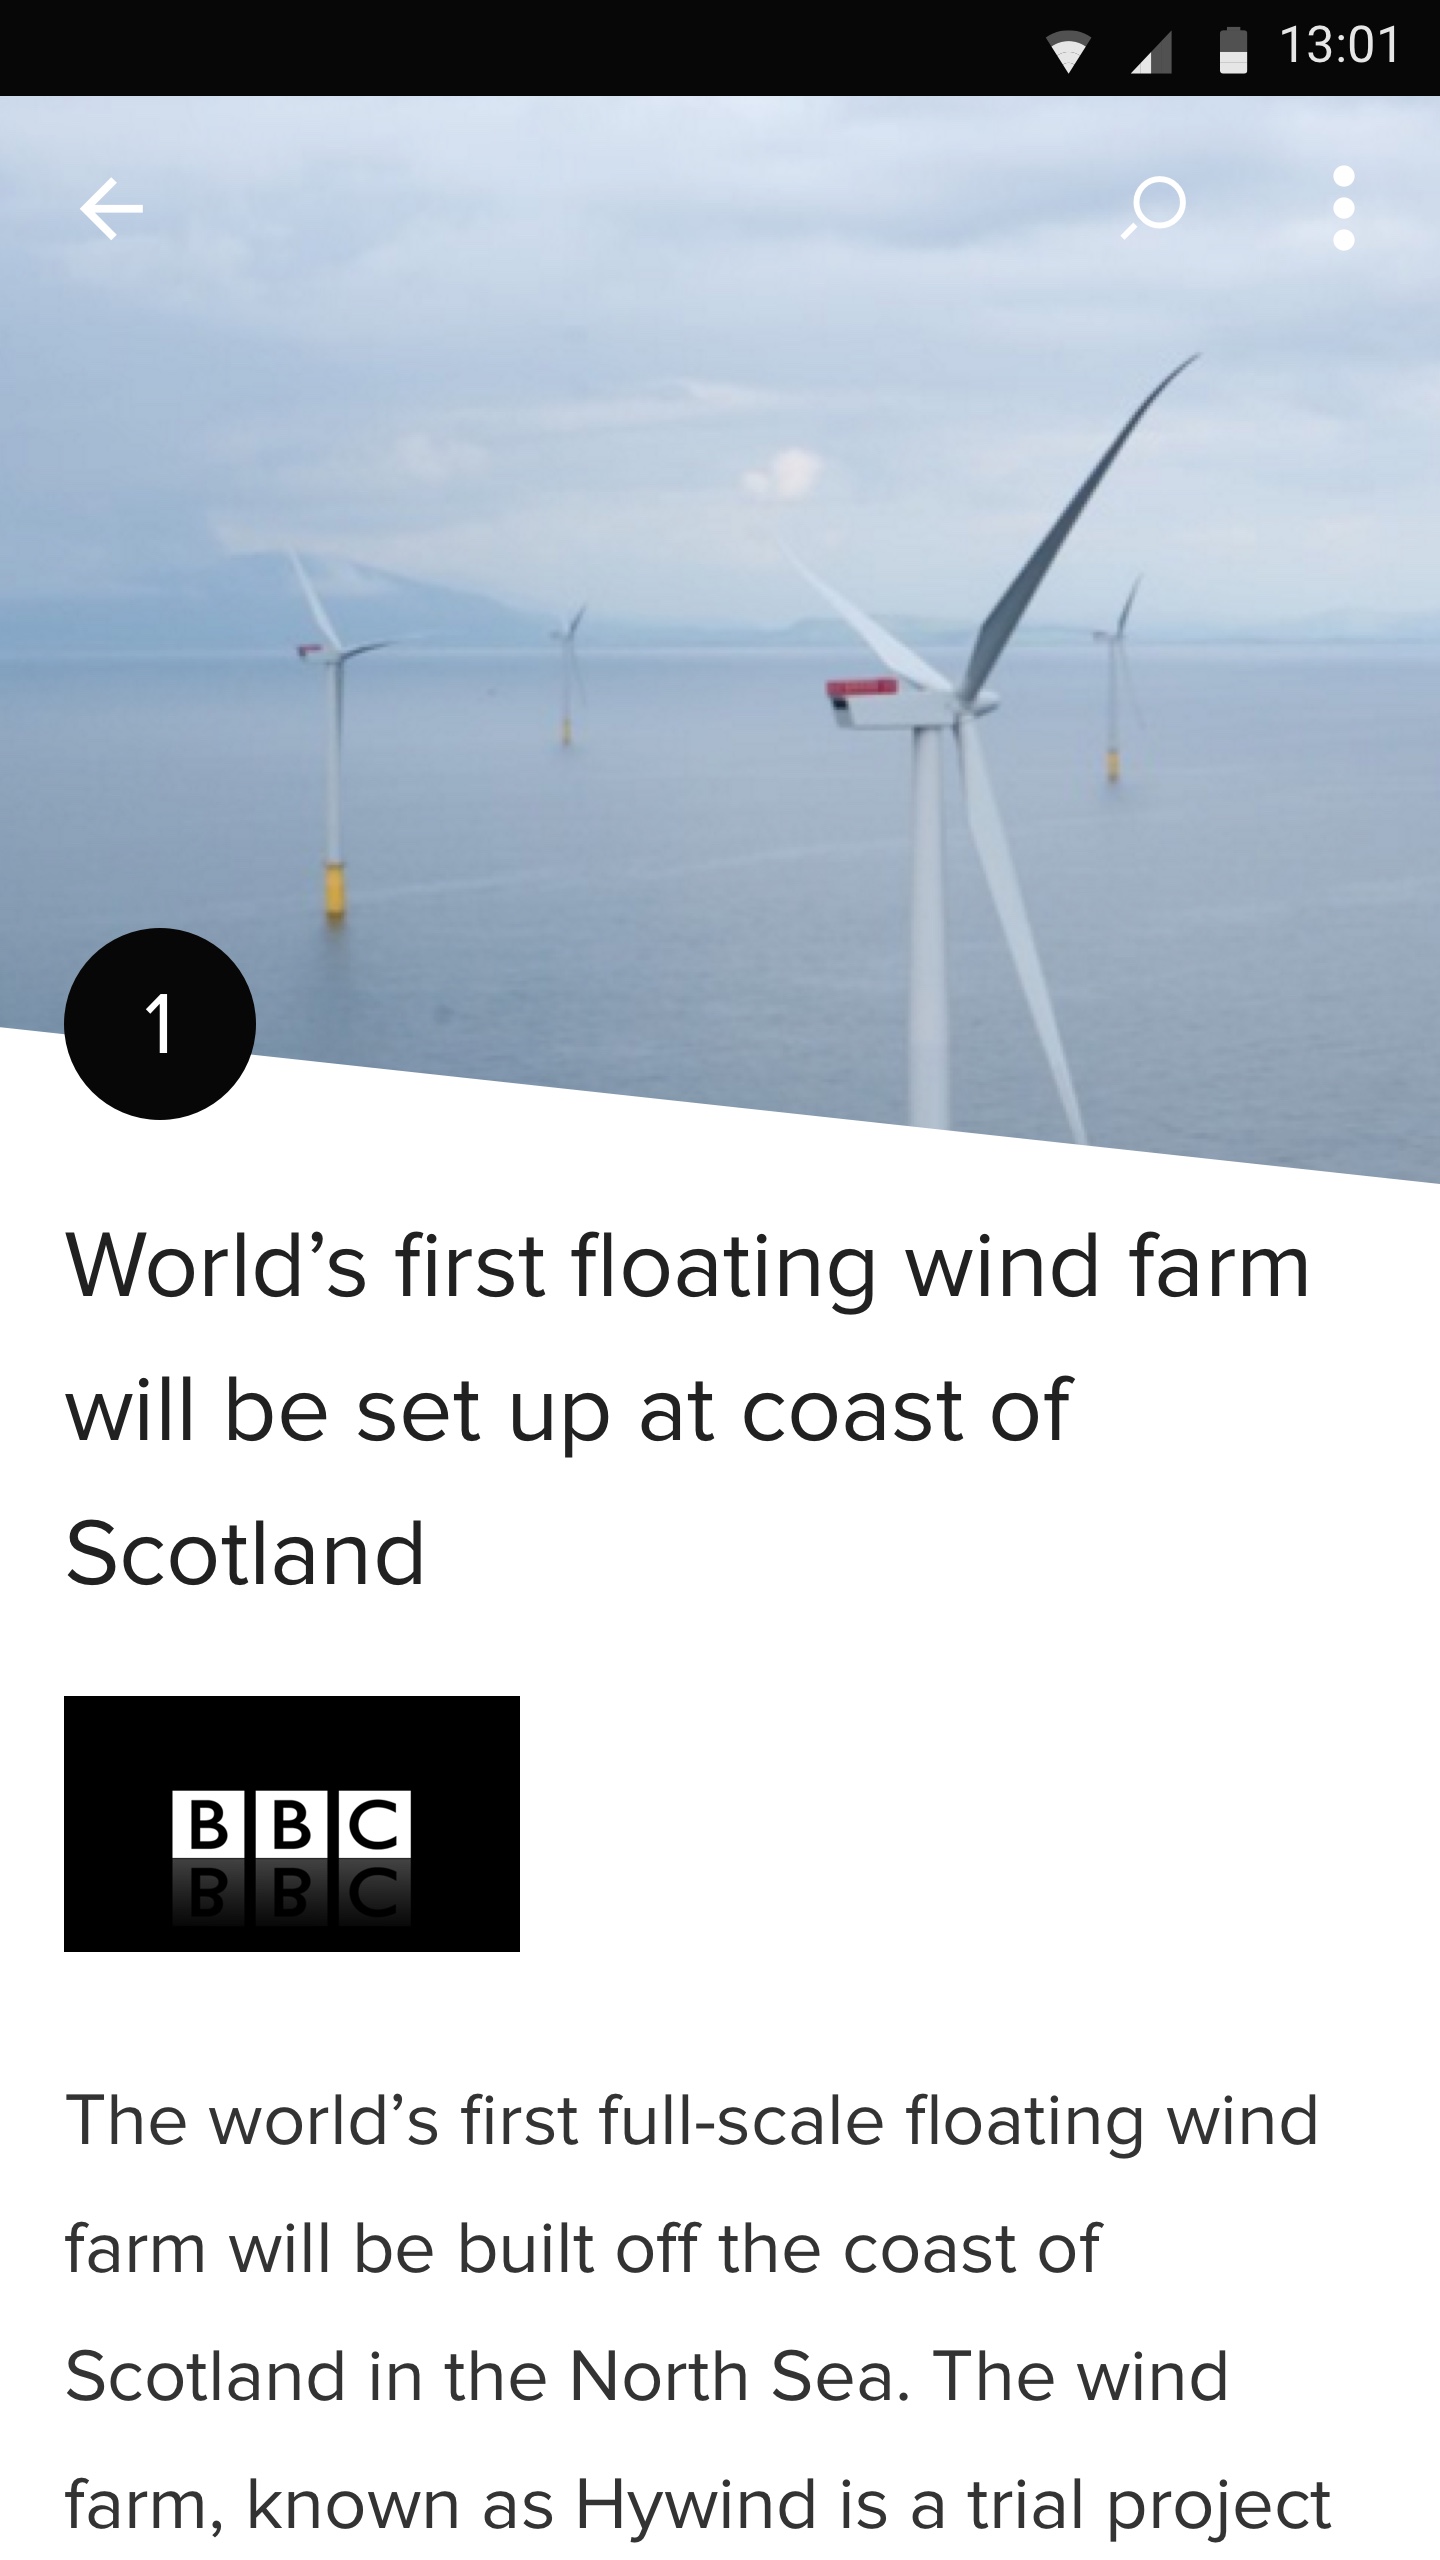 13:01
1
World’s first floating wind farm
will be set up at coast of
Scotland
BBC
The world’s first full-scale floating wind
farm will be built off the coast of
Scotland in the North Sea. The wind
farm, known as Hywind is a trial project